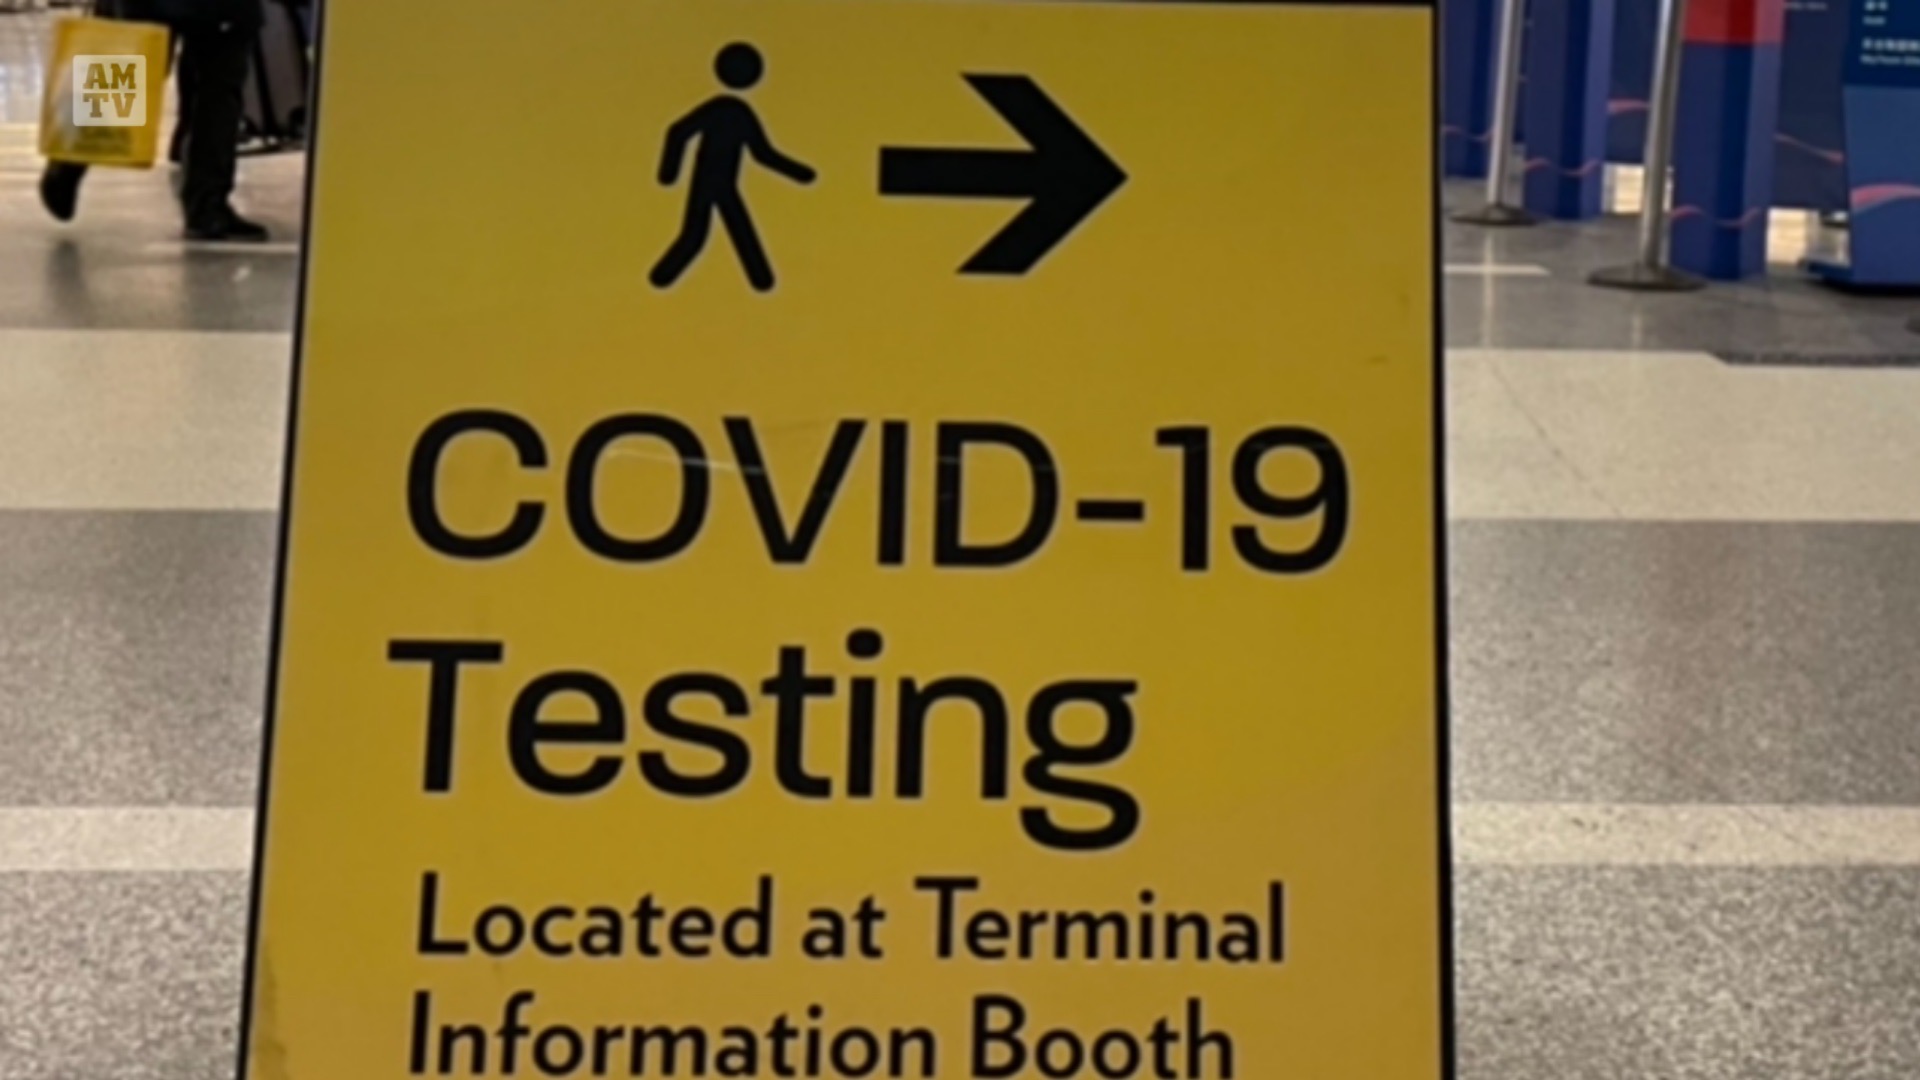 AM
TV
COVID-19
Testing
Located at Terminal
Information Booth